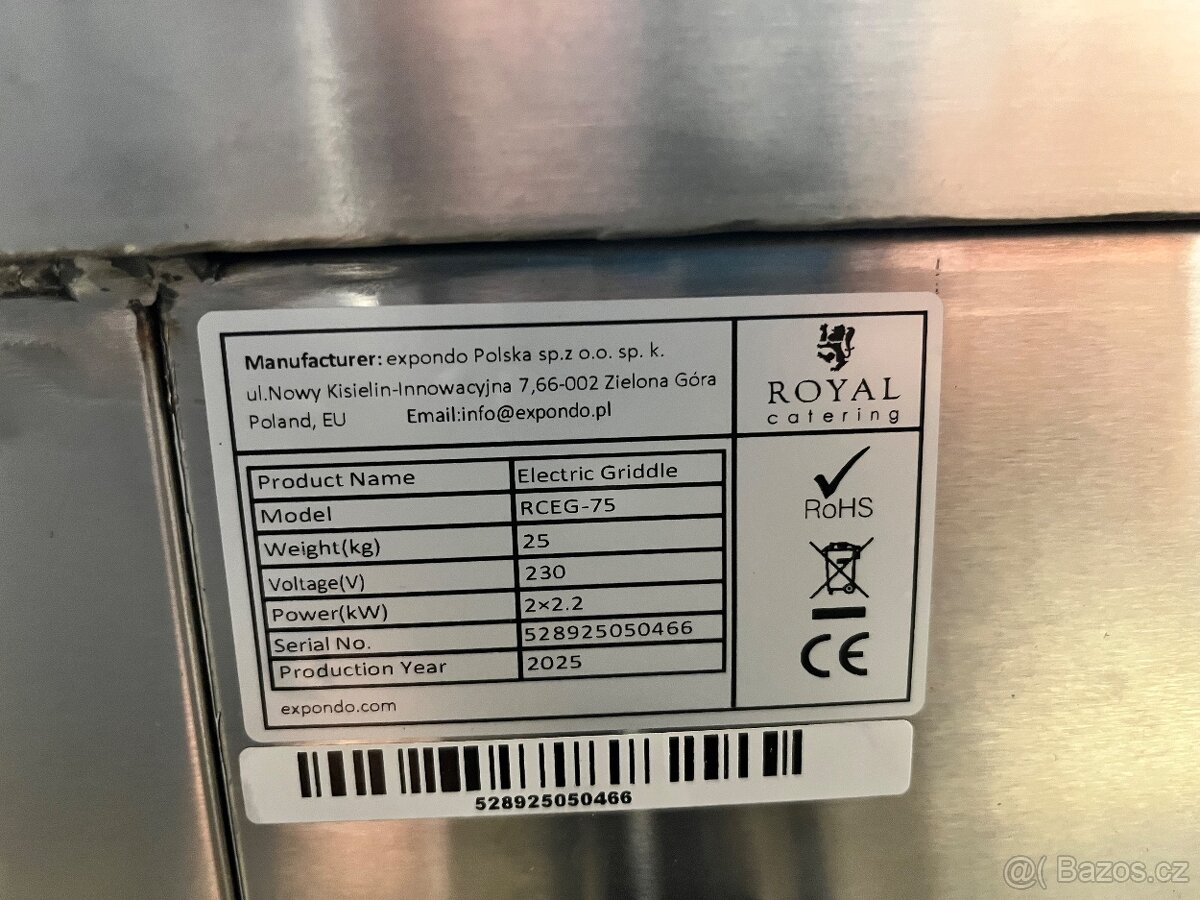 Manufacturer: expondo Polska sp.z o.o. sp. k.
ul.Nowy Kisielin-Innowacyjna 7,66-002 Zielona Góra
Poland, EU Email:info@expondo.pl
ROYAL
catering
Product Name Electric Griddle
Model RCEG-75
Weight(kg) 25
Voltage(V) 230
Power(kW) 2×2.2
Serial No. 528925050466
Production Year 2025
expondo.com
RoHS
CE
528925050466
@( Bazos.cz